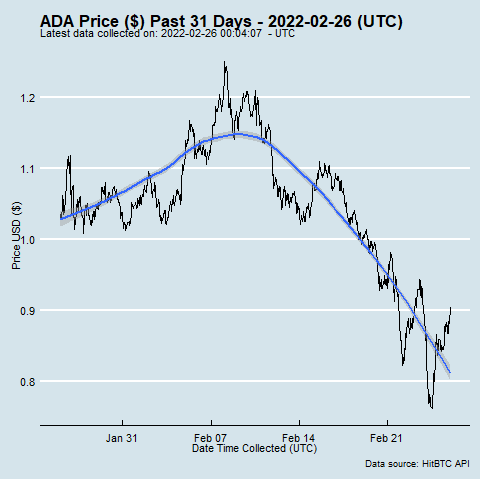 ADA Price ($) Past 31 Days - 2022-02-26 (UTC)
Latest data collected on: 2022-02-26 00:04:07  - UTC
Price USD ($)
1.2
1.1
1.0
0.9
0.8
Jan 31
Feb 07
Feb 14
Feb 21
Date Time Collected (UTC)
Data source: HitBTC API